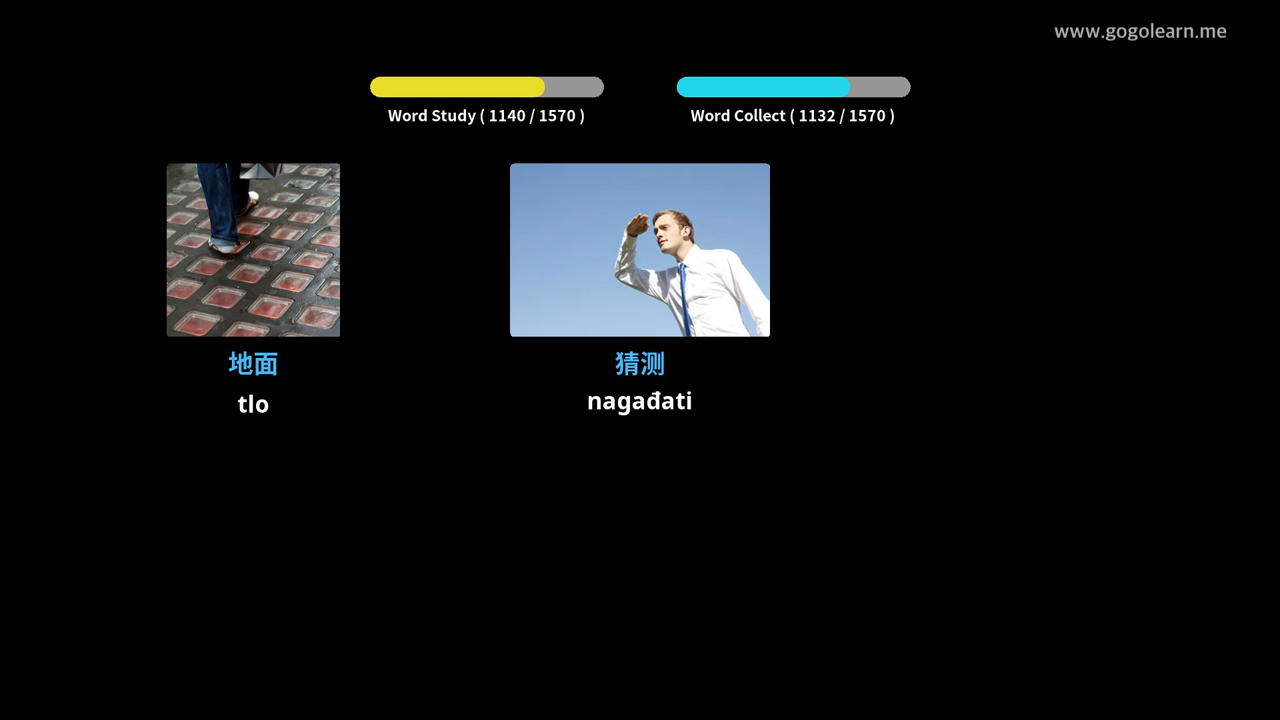 www.gogolearn.me
Word Study ( 1140 / 1570 )
Word Collect ( 1132 / 1570 )
地面
tlo
猜测
nagađati